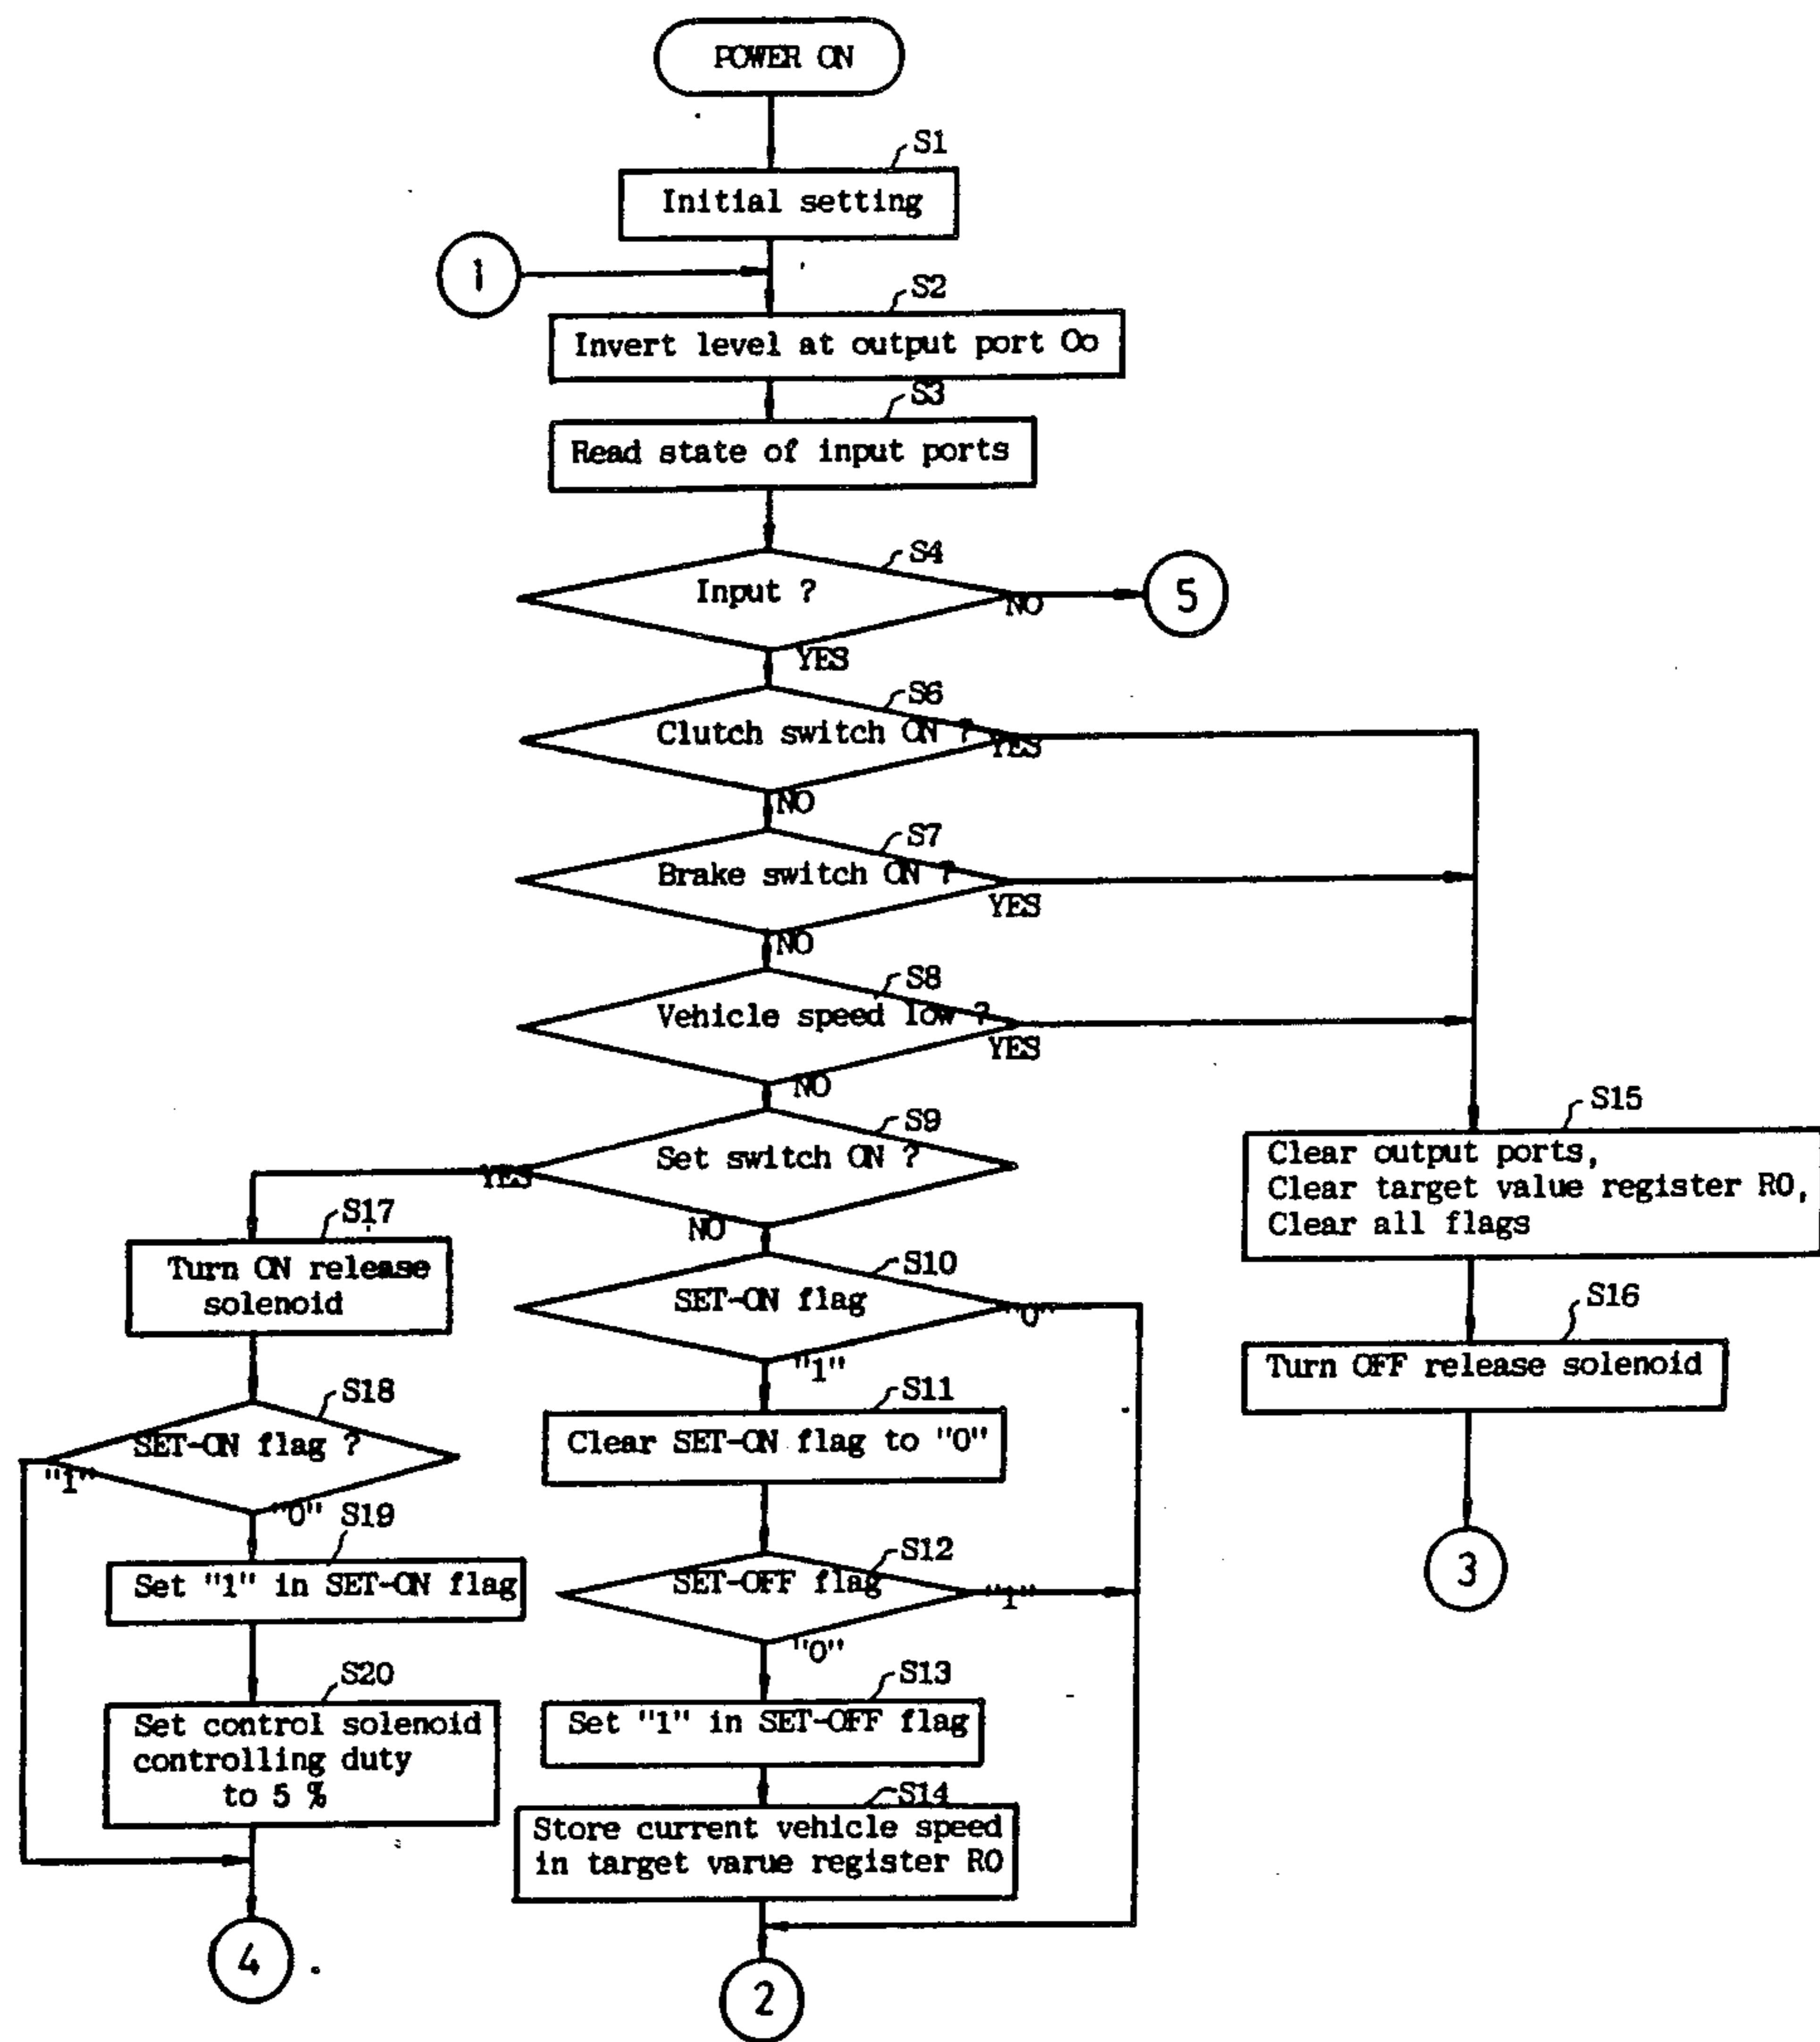 POWER ON
S1
Initial setting
1
S2
Invert level at output port Oo
S3
Read state of input ports
S4
Input ?
NO
5
YES
S6
Clutch switch ON ?
YES
NO
S7
Brake switch ON ?
YES
NO
S8
Vehicle speed low ?
YES
NO
S9
Set switch ON ?
YES
NO
S15
Clear output ports,
Clear target value register R0,
Clear all flags
S16
Turn OFF release solenoid
3
S17
Turn ON release
solenoid
S18
SET-ON flag ?
"1"
"0"
S19
Set "1" in SET-ON flag
S20
Set control solenoid
controlling duty
to 5 %
4
S10
SET-ON flag
"0"
"1"
S11
Clear SET-ON flag to "0"
S12
SET-OFF flag
"1"
"0"
S13
Set "1" in SET-OFF flag
S14
Store current vehicle speed
in target varue register R0
2